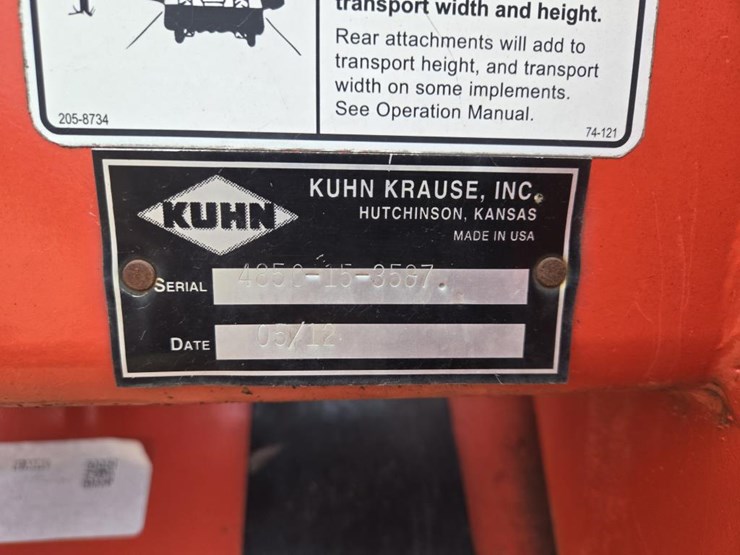 transport width and height.
Rear attachments will add to
transport height, and transport
width on some implements.
See Operation Manual.
205-8734
74-121
KUHN
KUHN KRAUSE, INC.
HUTCHINSON, KANSAS
MADE IN USA
SERIAL
DATE 05/12